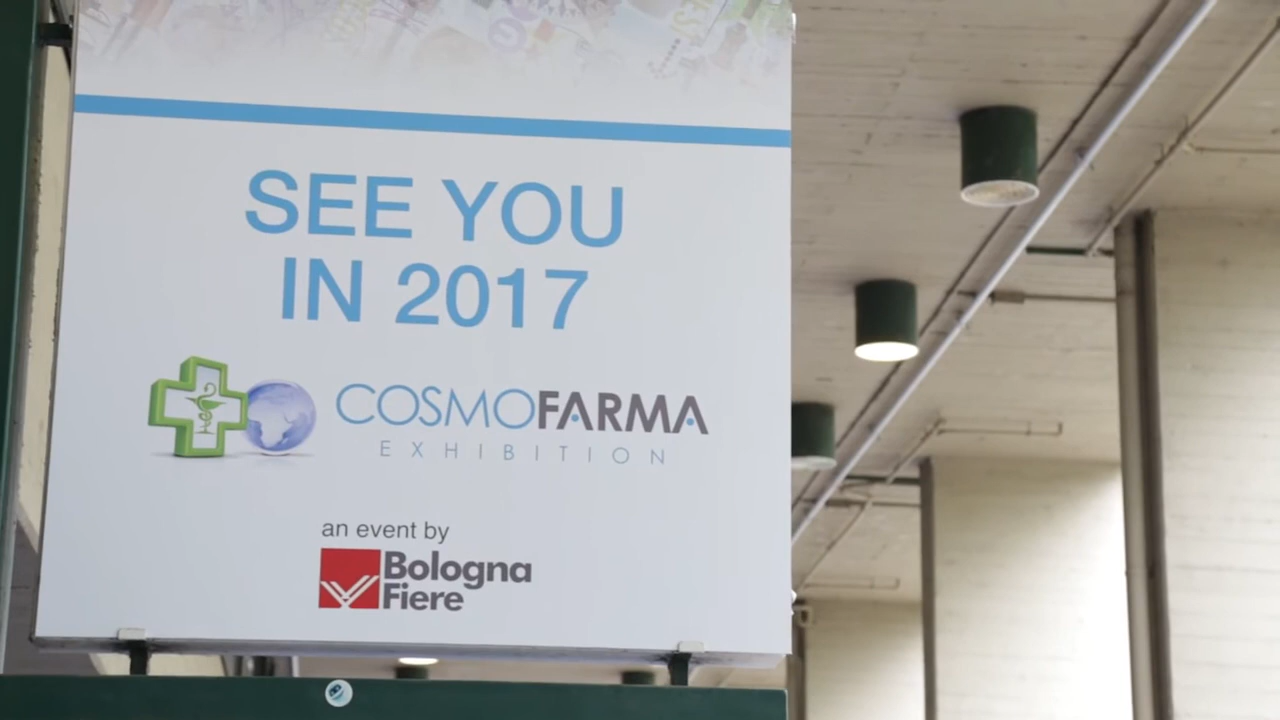 SEE YOU
IN 2017
COSMOFARMA
EXHIBITION
an event by
Bologna
Fiere